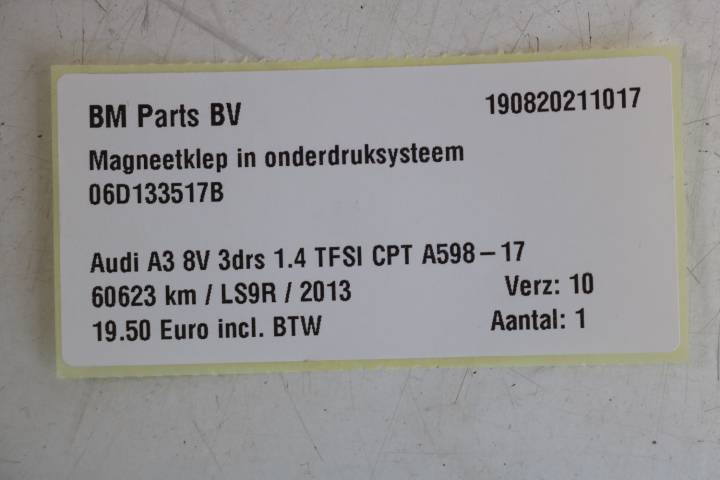 BM Parts BV 190820211017
Magneetklep in onderdruksysteem
06D133517B
Audi A3 8V 3drs 1.4 TFSI CPT A598-17
60623 km / LS9R / 2013 Verz: 10
19.50 Euro incl. BTW Aantal: 1